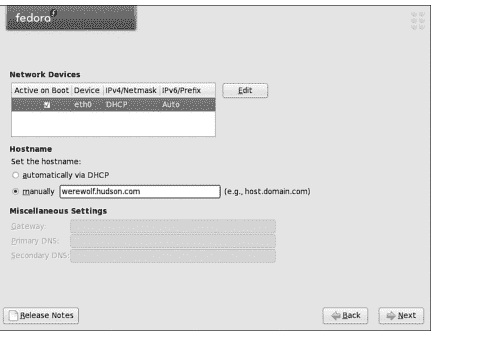 fedora
Network Devices
Active on Boot Device IPv4/Netmask IPv6/Prefix Edit
eth0 DHCP Auto
Hostname
Set the hostname:
automatically via DHCP
manually werewolf.hudson.com (e.g., host.domain.com)
Miscellaneous Settings
Gateway:
Primary DNS:
Secondary DNS:
Release Notes Back Next